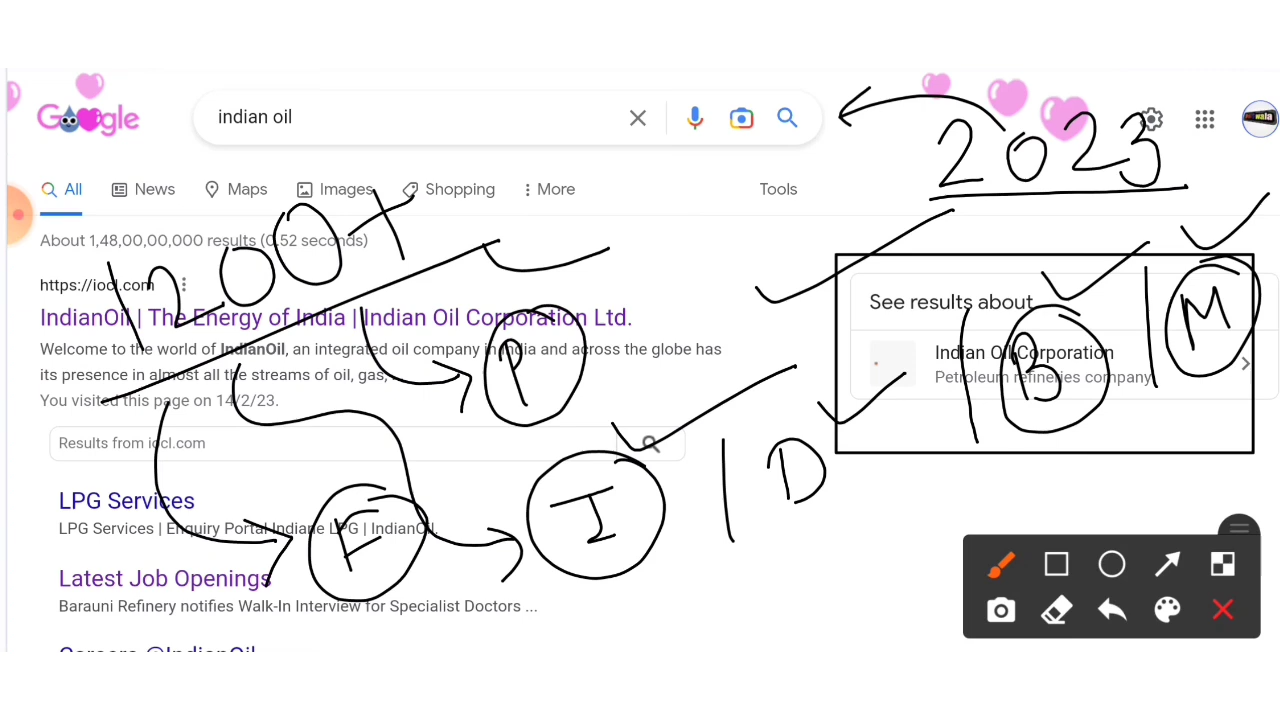 Google
indian oil
2023
All News Maps Images Shopping More Tools
About 1,48,00,00,000 results (0.52 seconds)
1200+
https://iocl.com
IndianOil | The Energy of India | Indian Oil Corporation Ltd.
Welcome to the world of IndianOil, an integrated oil company in India and across the globe has
its presence in almost all the streams of oil, gas, ...
You visited this page on 14/2/23.
See results about
Indian Oil Corporation
Petroleum refineries company
P
| B | M
Results from iocl.com
F I | D
LPG Services
LPG Services | Enquiry Portal Indane LPG | IndianOil.
Latest Job Openings
Barauni Refinery notifies Walk-In Interview for Specialist Doctors ...
Careers @IndianOil